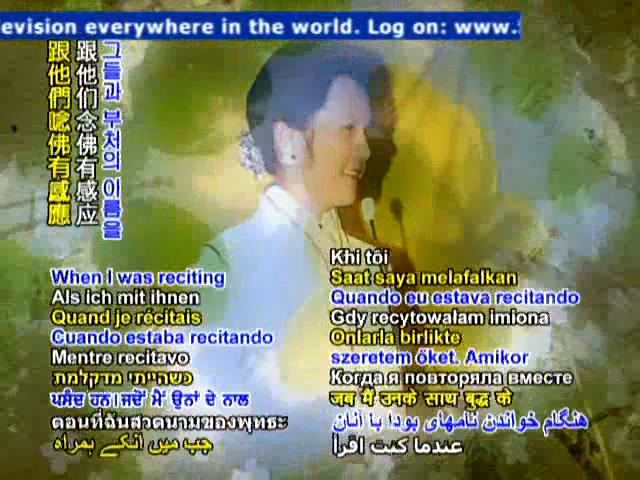 evision everywhere in the world. Log on: www.
그들과 부처의 이름을
跟他们念佛有感应
跟他們唸佛有感應
When I was reciting
Als ich mit ihnen
Quand je récitais
Cuando estaba recitando
Mentre recitavo
כשהייתי מדקלמת
ਪਸੰਦ ਹਨ। ਜਦੋਂ ਮੈਂ ਉਨਾਂ ਦੇ ਨਾਲ
ตอนที่ฉันสวดนามของพุทธะ
جب میں انکے ہمراہ
Khi tôi
Saat saya melafalkan
Quando eu estava recitando
Gdy recytowałam imiona
Onlarla birlikte
szeretem őket. Amikor
Когда я повторяла вместе
जब मैं उनके साथ बुद्ध के
هنگام خواندن نامهای بودا با آنان
عندما كنت اقرأ